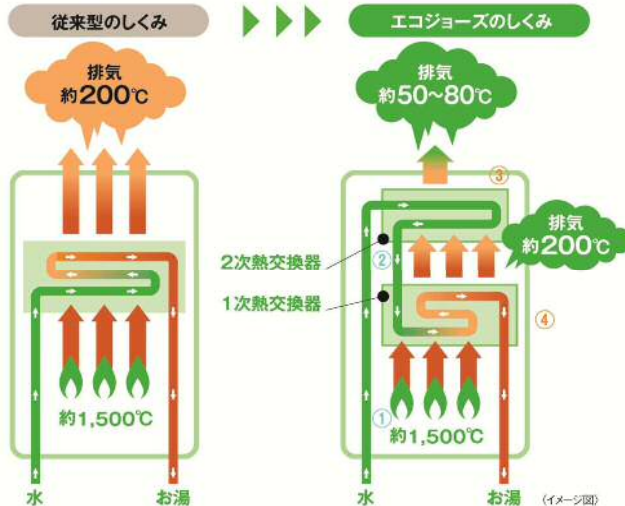 従来型のしくみ
エコジョーズのしくみ
排気
約200℃
排気
約50〜80℃
③
排気
約200℃
2次熱交換器
②
1次熱交換器
④
①
約1,500℃
約1,500℃
水
お湯
水
お湯
(イメージ図)